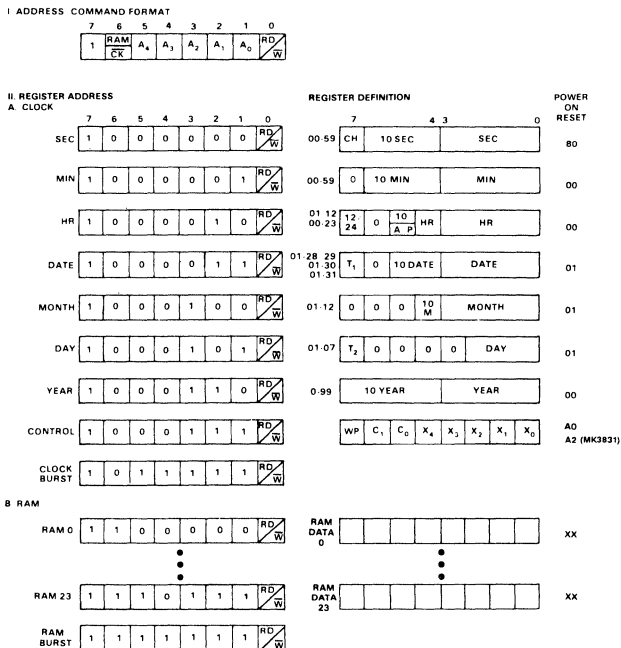 I ADDRESS COMMAND FORMAT
7 6 5 4 3 2 1 0
1 RAM/CK A4 A3 A2 A1 A0 RD/W
II. REGISTER ADDRESS REGISTER DEFINITION POWER ON RESET
A. CLOCK
7 6 5 4 3 2 1 0 7 4 3 0
SEC 1 0 0 0 0 0 0 RD/W 00-59 CH 10 SEC SEC 80
MIN 1 0 0 0 0 0 1 RD/W 00-59 0 10 MIN MIN 00
HR 1 0 0 0 0 1 0 RD/W 01 12 00-23 12-24 0 10 A P HR HR 00
DATE 1 0 0 0 0 1 1 RD/W 01-28 29 01-30 01-31 T1 0 10 DATE DATE 01
MONTH 1 0 0 0 1 0 0 RD/W 01-12 0 0 0 10 M MONTH 01
DAY 1 0 0 0 1 0 1 RD/W 01-07 T2 0 0 0 0 DAY 01
YEAR 1 0 0 0 1 1 0 RD/W 0-99 10 YEAR YEAR 00
CONTROL 1 0 0 0 1 1 1 RD/W WP C1 C0 X4 X3 X2 X1 X0 A0 A2 (MK3831)
CLOCK BURST 1 0 1 1 1 1 1 RD/W
B RAM
RAM 0 1 1 0 0 0 0 0 RD/W RAM DATA 0 XX
RAM 23 1 1 1 0 1 1 1 RD/W RAM DATA 23 XX
RAM BURST 1 1 1 1 1 1 1 RD/W